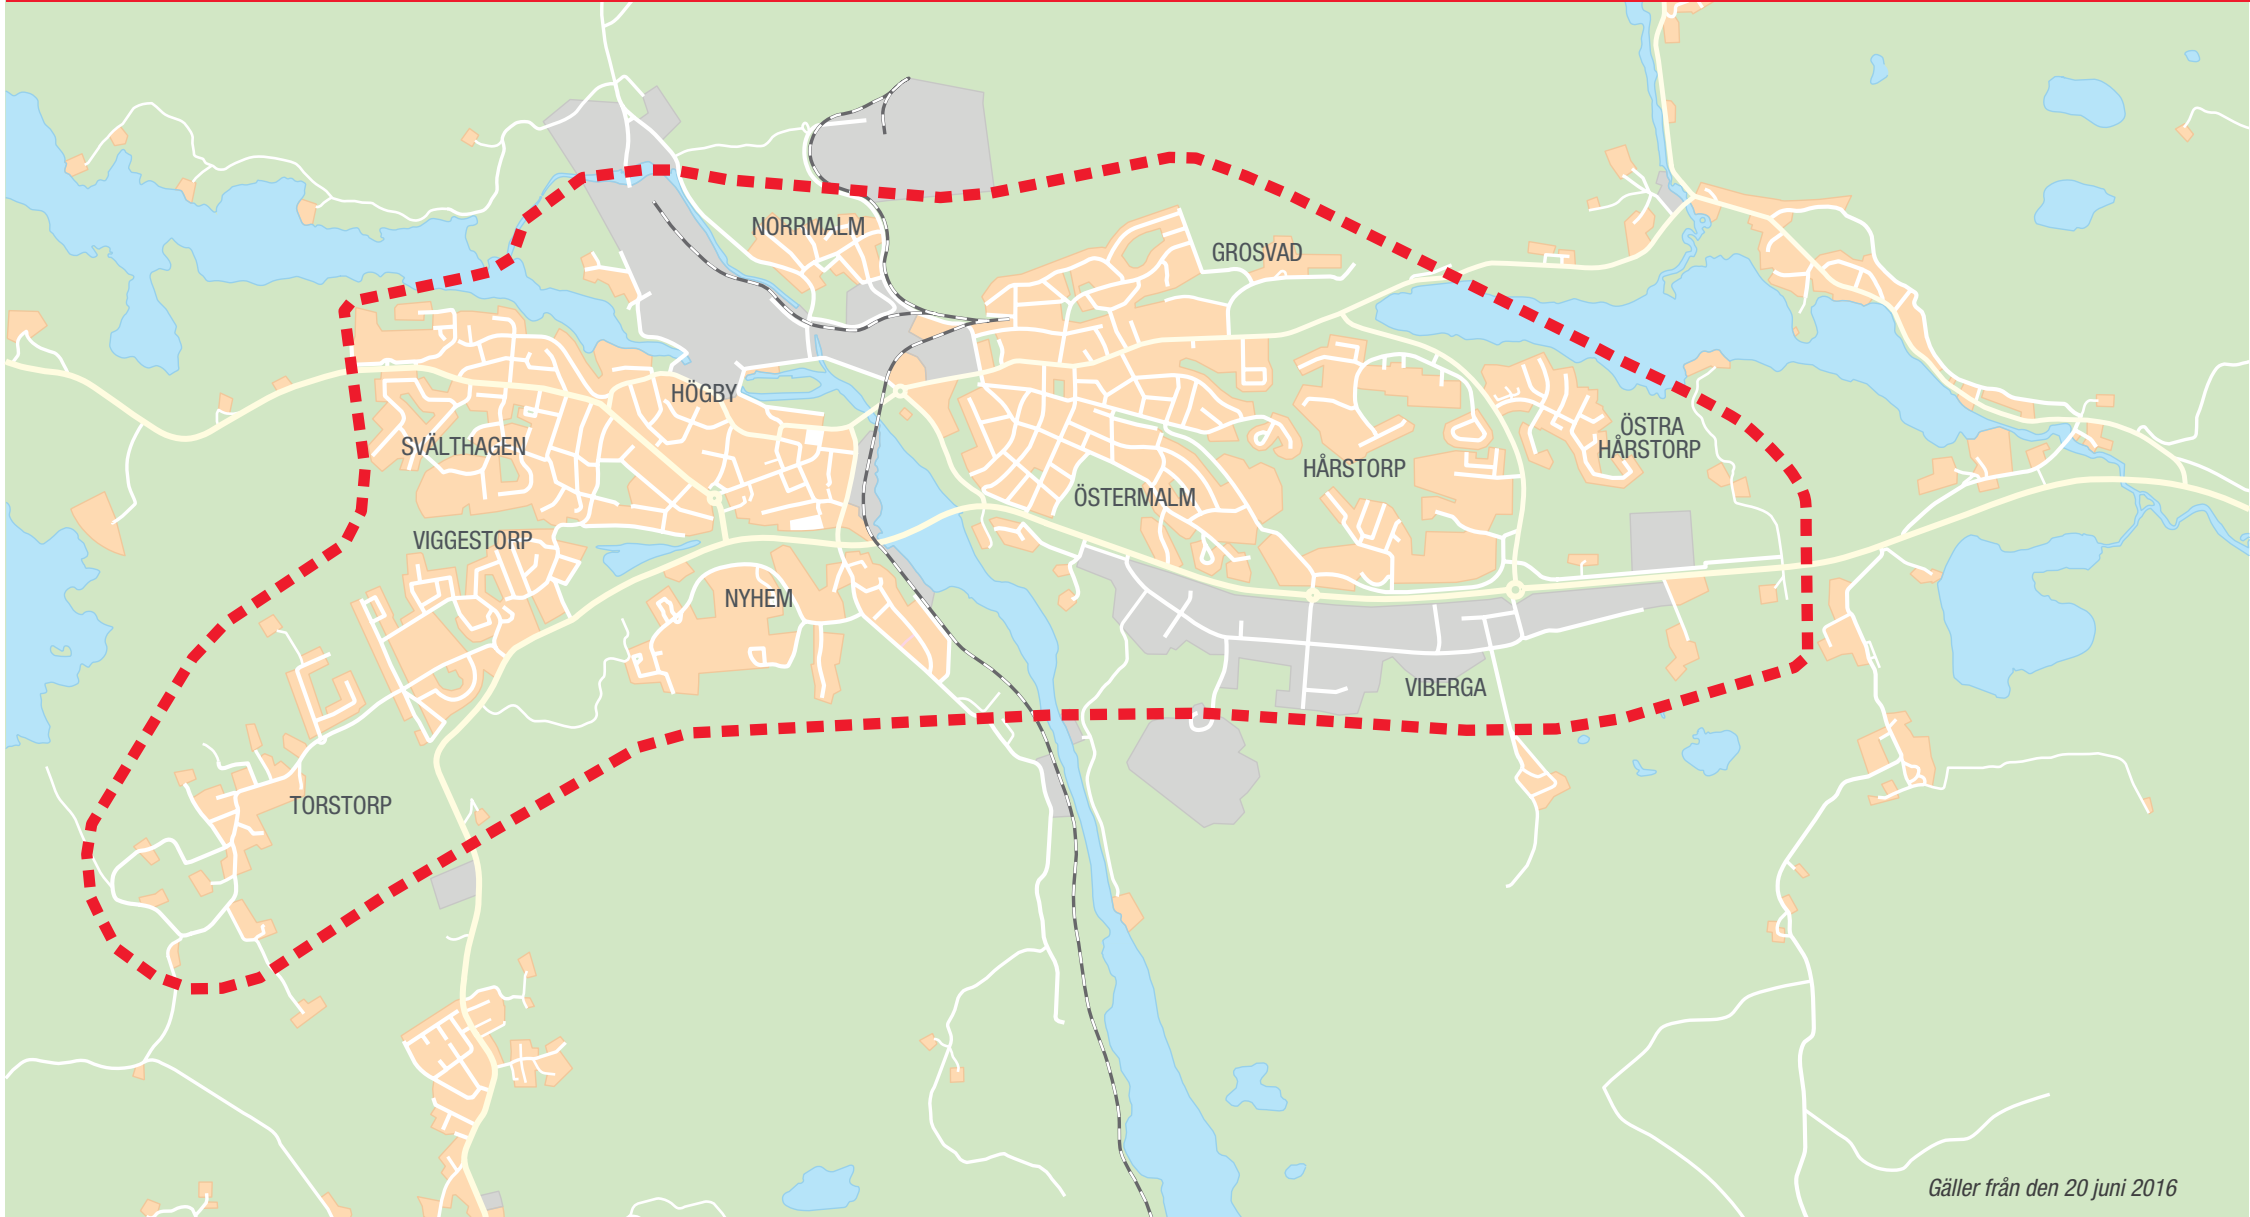 NORRMALM
GROSVAD
HÖGBY
SVÄLTHAGEN
ÖSTRA
HÅRSTORP
HÅRSTORP
ÖSTERMALM
VIGGESTORP
NYHEM
VIBERGA
TORSTORP
Gäller från den 20 juni 2016